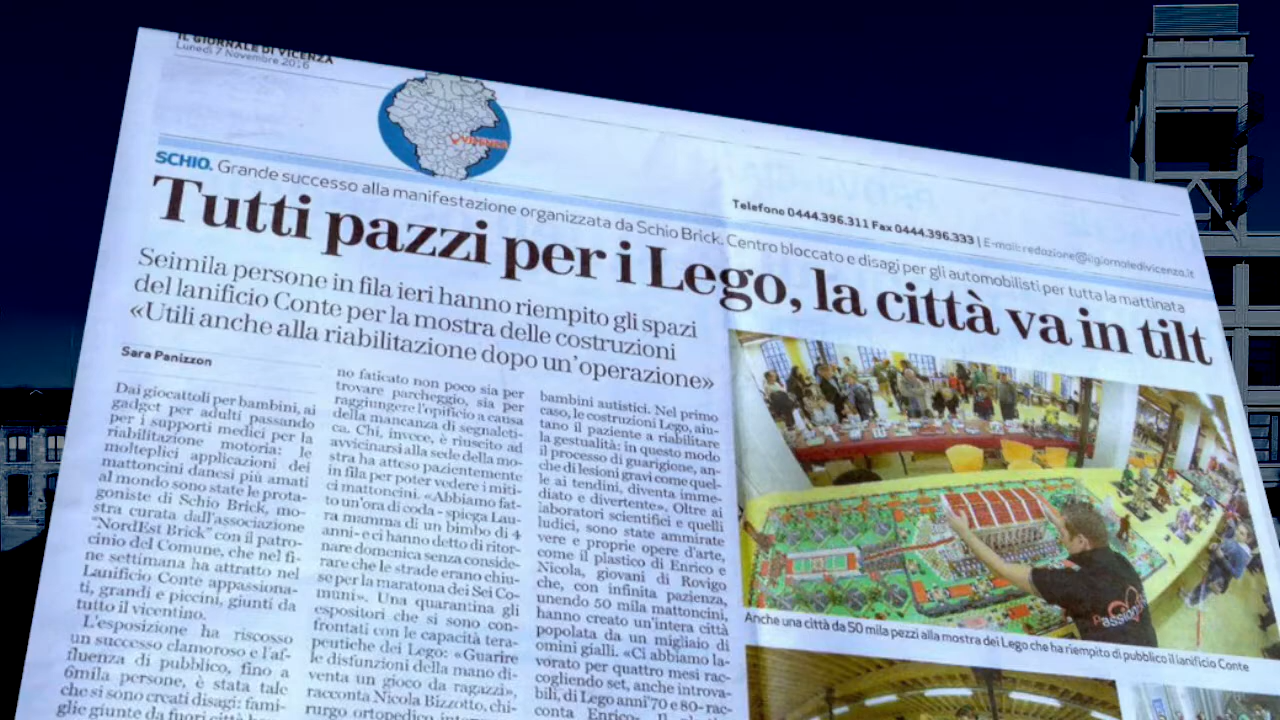 IL GIORNALE DI VICENZA
Lunedì 7 Novembre 2016
VICENZA
Telefono 0444.396.311 Fax 0444.396.333 | E-mail: redazione@ilgiornaledivicenza.it
SCHIO. Grande successo alla manifestazione organizzata da Schio Brick. Centro bloccato e disagi per gli automobilisti per tutta la mattinata
Tutti pazzi per i Lego, la città va in tilt
Seimila persone in fila ieri hanno riempito gli spazi
del lanificio Conte per la mostra delle costruzioni
«Utili anche alla riabilitazione dopo un'operazione»
Sara Panizzon
Dai giocattoli per bambini, ai
gadget per adulti passando
per i supporti medici per la
riabilitazione motoria: le
molteplici applicazioni dei
mattoncini danesi più amati
al mondo sono state le prota-
goniste di Schio Brick, mo-
stra curata dall'associazione
"NordEst Brick" con il patro-
cinio del Comune, che nel fi-
ne settimana ha attratto nel
Lanificio Conte appassiona-
ti, grandi e piccini, giunti da
tutto il vicentino.
L'esposizione ha riscosso
un successo clamoroso e l'af-
fluenza di pubblico, fino a
6mila persone, è stata tale
che si sono creati disagi: fami-
glie giunte da fuori città han-
no faticato non poco sia per
trovare parcheggio, sia per
raggiungere l'opificio a causa
della mancanza di segnaleti-
ca. Chi, invece, è riuscito ad
avvicinarsi alla sede della mo-
stra ha atteso pazientemente
in fila per poter vedere i miti-
ci mattoncini. «Abbiamo fat-
to un'ora di coda - spiega Lau-
ra mamma di un bimbo di 4
anni - e ci hanno detto di ritor-
nare domenica senza conside-
rare che le strade erano chiu-
se per la maratona dei Sei Co-
muni». Una quarantina gli
espositori che si sono con-
frontati con le capacità tera-
peutiche dei Lego: «Guarire
le disfunzioni della mano di-
venta un gioco da ragazzi»,
racconta Nicola Bizzotto, chi-
rurgo ortopedico
bambini autistici. Nel primo
caso, le costruzioni Lego, aiu-
tano il paziente a riabilitare
la gestualità: in questo modo
il processo di guarigione, an-
che di lesioni gravi come quel-
le ai tendini, diventa imme-
diato e divertente». Oltre ai
laboratori scientifici e quelli
ludici, sono state ammirate
vere e proprie opere d'arte,
come il plastico di Enrico e
Nicola, giovani di Rovigo
che, con infinita pazienza,
unendo 50 mila mattoncini,
hanno creato un'intera città
popolata da un migliaio di
omini gialli. «Ci abbiamo la-
vorato per quattro mesi rac-
cogliendo set, anche introva-
bili, di Lego anni '70 e 80 - rac-
conta Enrico-.
Anche una città da 50 mila pezzi alla mostra dei Lego che ha riempito di pubblico il lanificio Conte